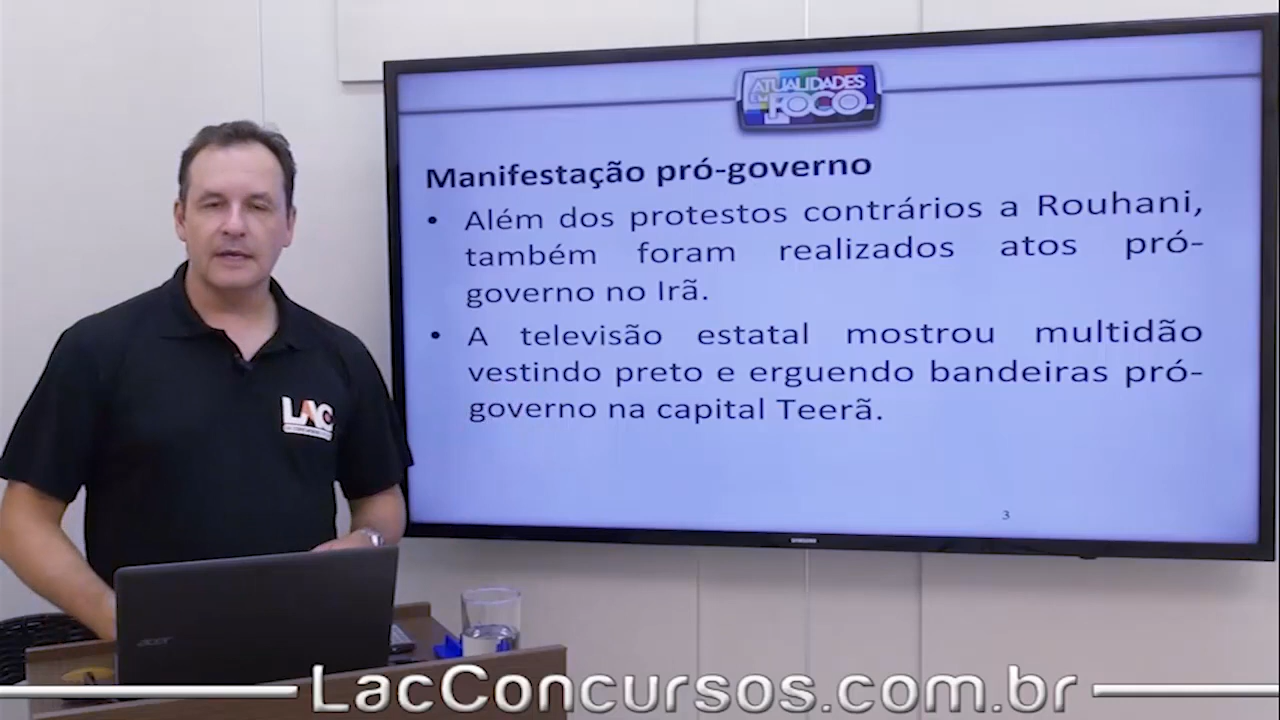 ATUALIDADES
EM FOCO
Manifestação pró-governo
• Além dos protestos contrários a Rouhani,
também foram realizados atos pró-
governo no Irã.
• A televisão estatal mostrou multidão
vestindo preto e erguendo bandeiras pró-
governo na capital Teerã.
3
SAMSUNG
LAC
acer
LacConcursos.com.br